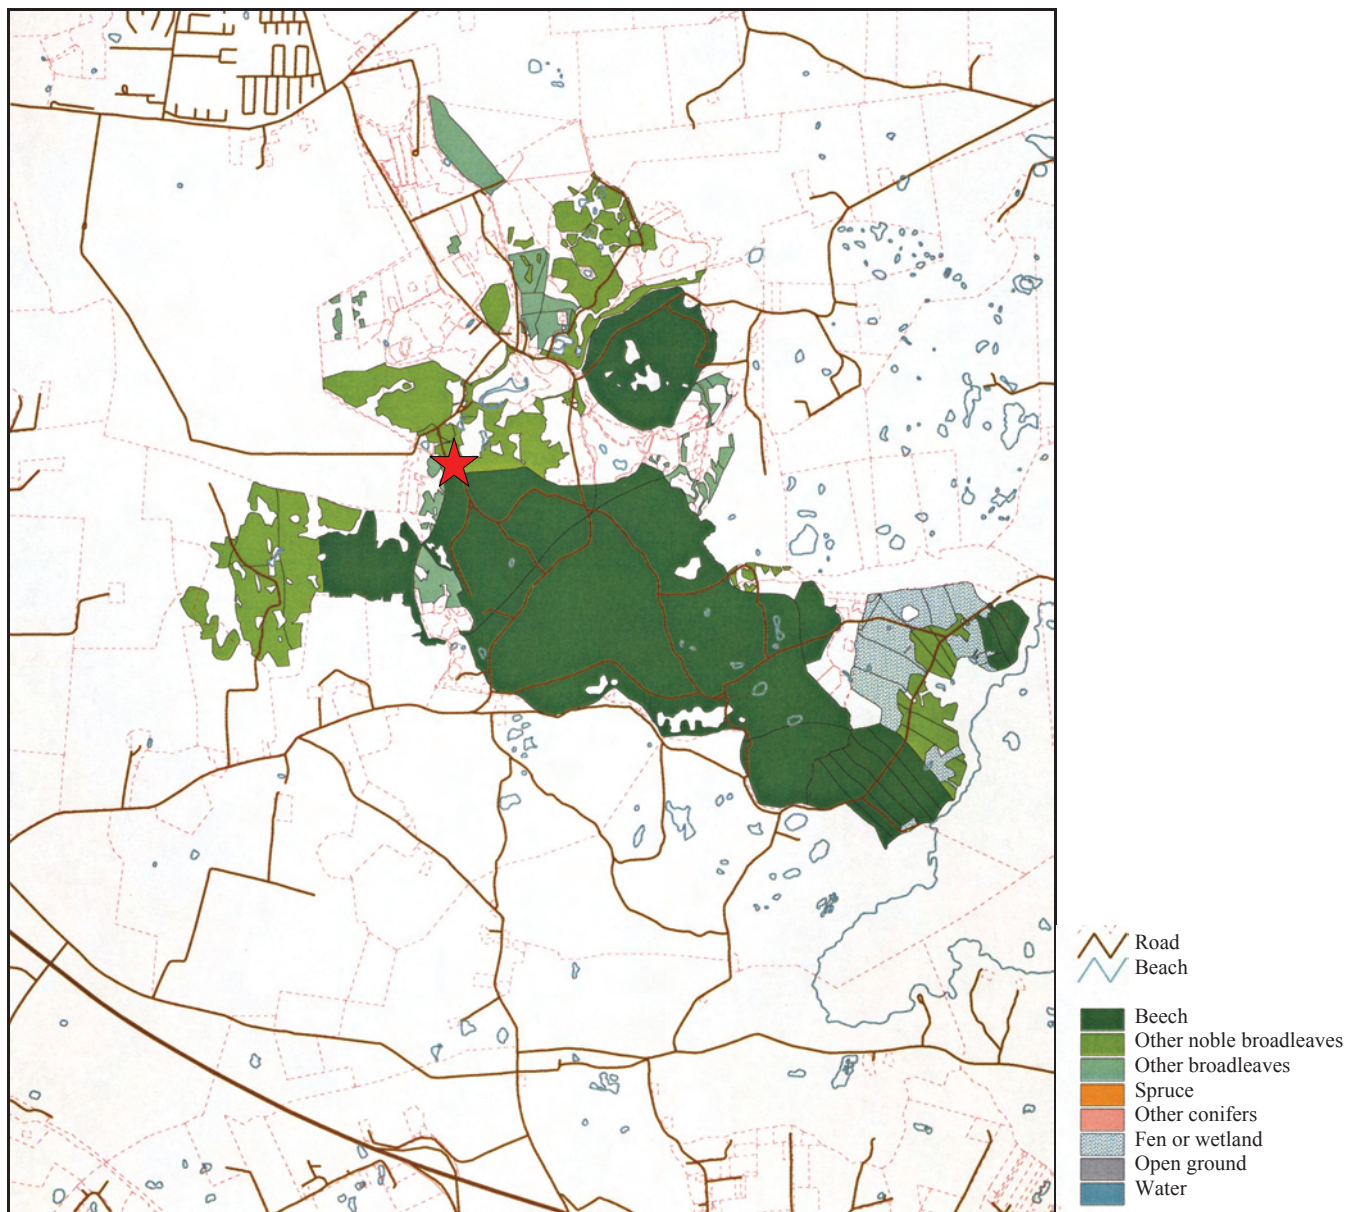 Road
Beach
Beech
Other noble broadleaves
Other broadleaves
Spruce
Other conifers
Fen or wetland
Open ground
Water